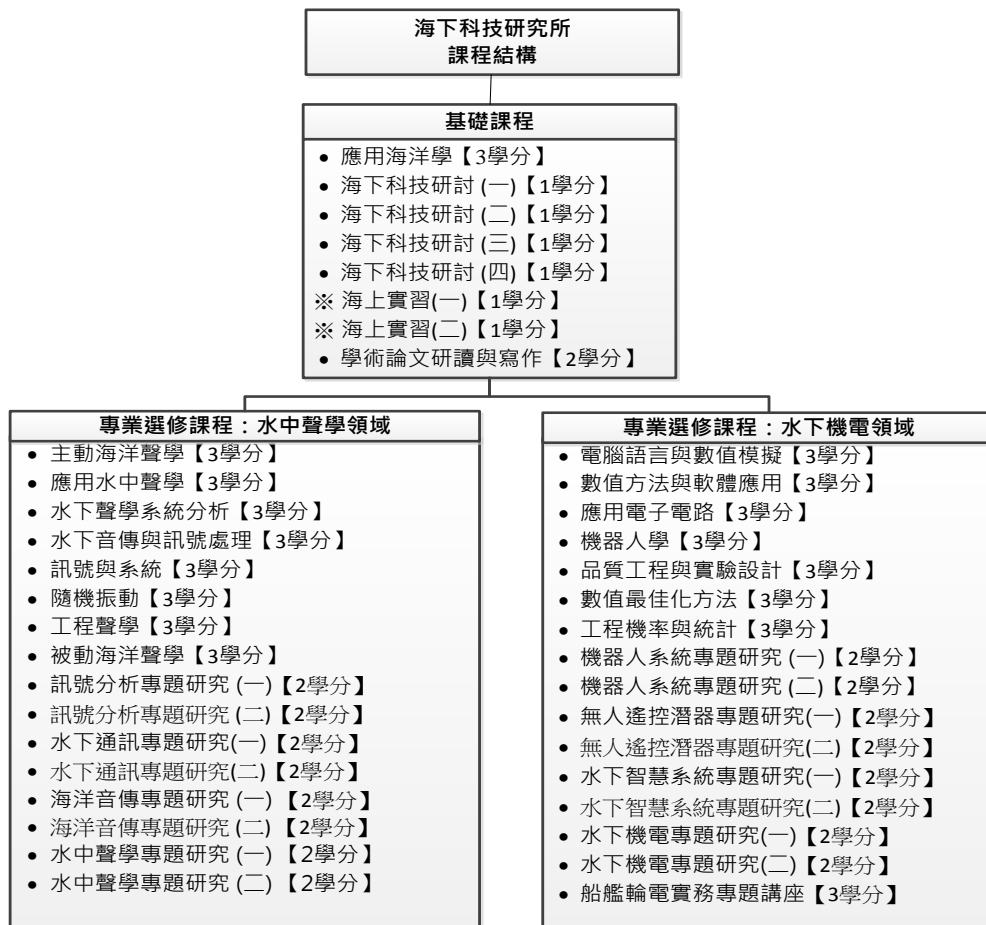 海下科技研究所
課程結構
基礎課程
• 應用海洋學【3學分】
• 海下科技研討 (一)【1學分】
• 海下科技研討 (二)【1學分】
• 海下科技研討 (三)【1學分】
• 海下科技研討 (四)【1學分】
※ 海上實習(一)【1學分】
※ 海上實習(二)【1學分】
• 學術論文研讀與寫作【2學分】
專業選修課程：水中聲學領域
• 主動海洋聲學【3學分】
• 應用水中聲學【3學分】
• 水下聲學系統分析【3學分】
• 水下音傳與訊號處理【3學分】
• 訊號與系統【3學分】
• 隨機振動【3學分】
• 工程聲學【3學分】
• 被動海洋聲學【3學分】
• 訊號分析專題研究 (一)【2學分】
• 訊號分析專題研究 (二)【2學分】
• 水下通訊專題研究(一)【2學分】
• 水下通訊專題研究(二)【2學分】
• 海洋音傳專題研究 (一) 【2學分】
• 海洋音傳專題研究 (二)【2學分】
• 水中聲學專題研究 (一) 【2學分】
• 水中聲學專題研究 (二) 【2學分】
專業選修課程：水下機電領域
• 電腦語言與數值模擬【3學分】
• 數值方法與軟體應用【3學分】
• 應用電子電路【3學分】
• 機器人學【3學分】
• 品質工程與實驗設計【3學分】
• 數值最佳化方法【3學分】
• 工程機率與統計【3學分】
• 機器人系統專題研究 (一)【2學分】
• 機器人系統專題研究 (二)【2學分】
• 無人遙控潛器專題研究(一)【2學分】
• 無人遙控潛器專題研究(二)【2學分】
• 水下智慧系統專題研究(一)【2學分】
• 水下智慧系統專題研究(二)【2學分】
• 水下機電專題研究(一)【2學分】
• 水下機電專題研究(二)【2學分】
• 船艦輪電實務專題講座【3學分】